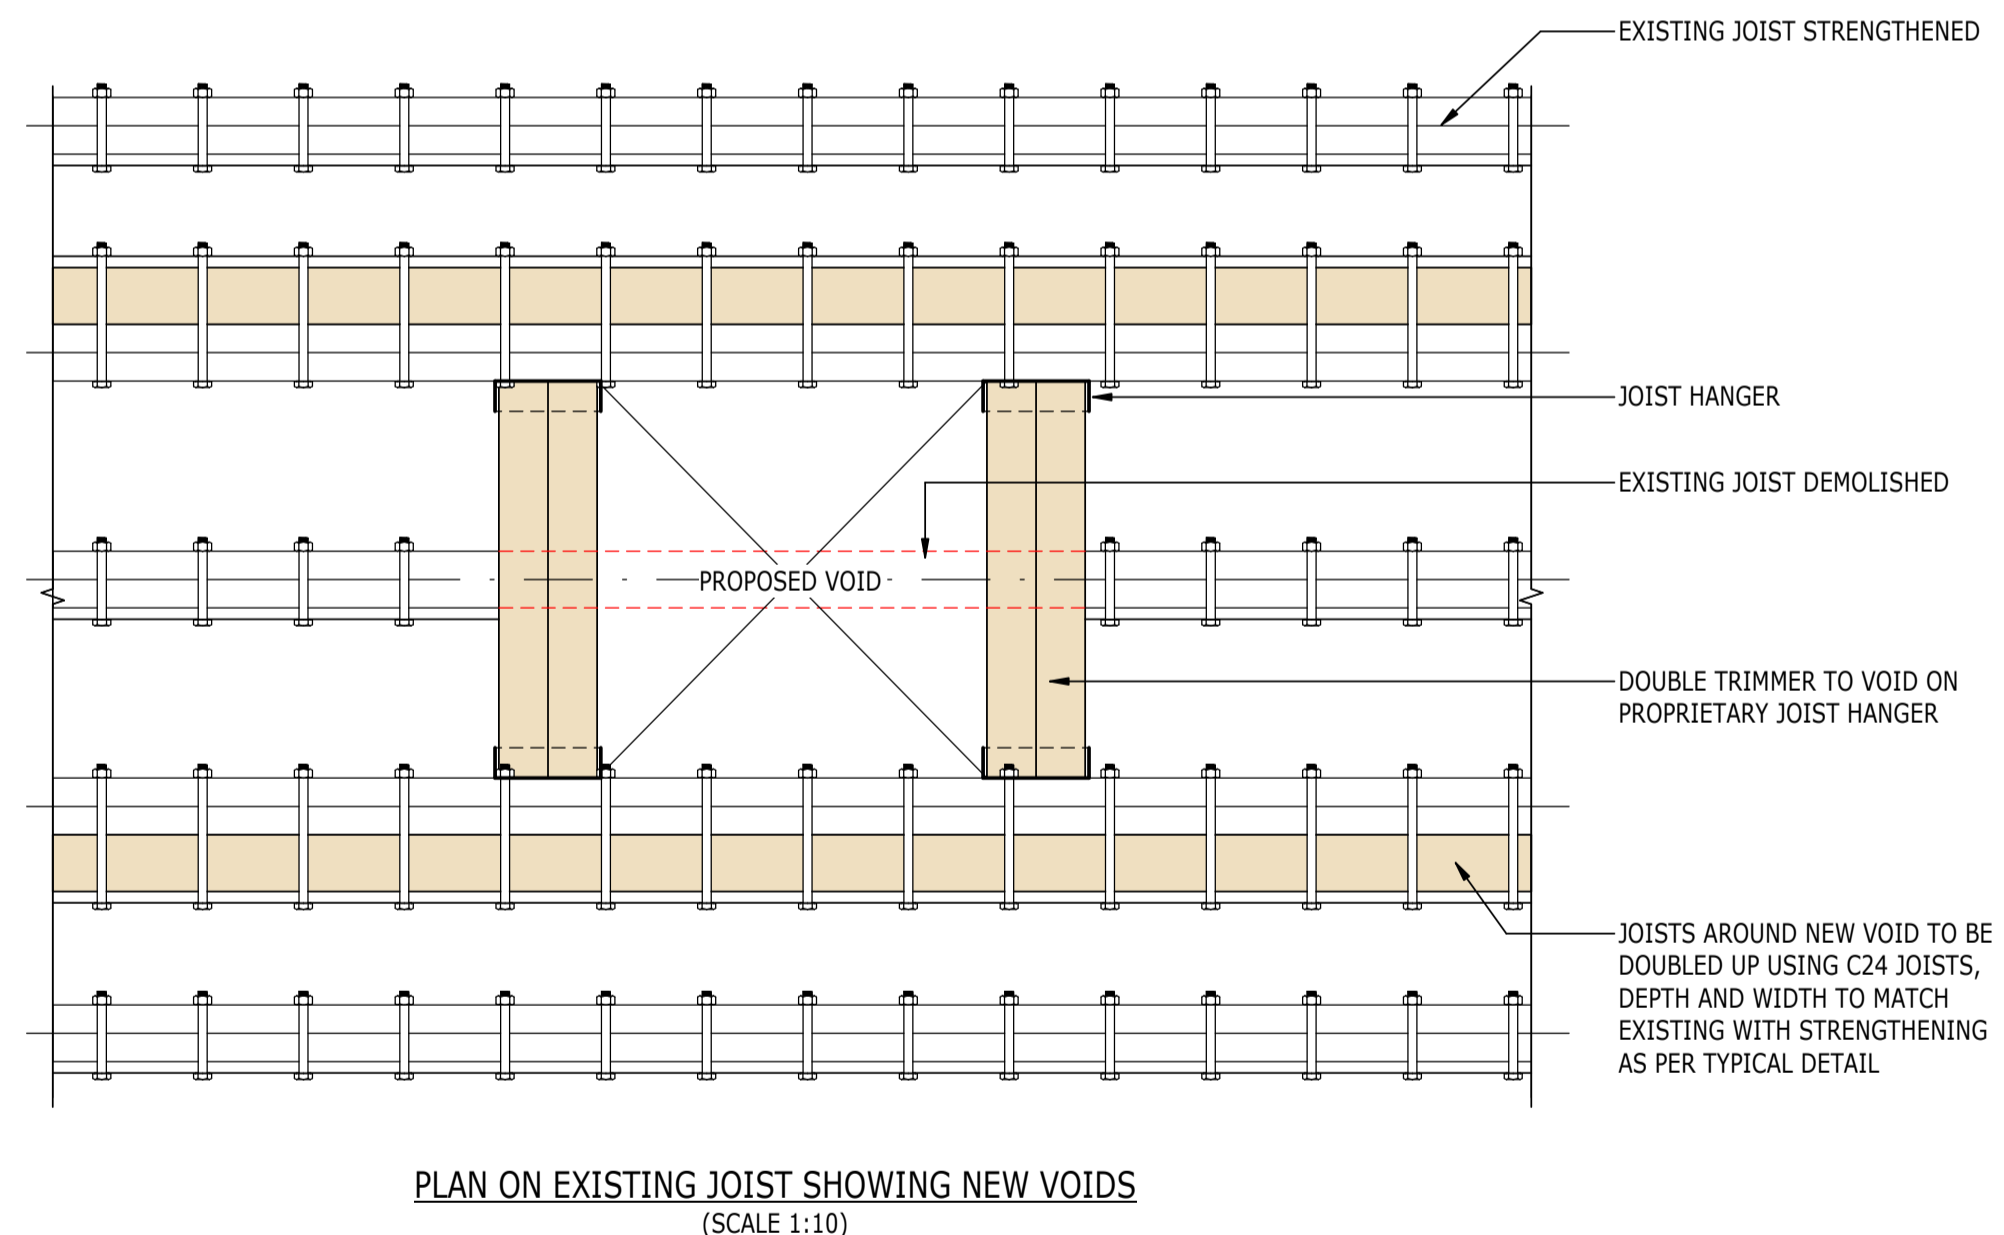 EXISTING JOIST STRENGTHENED
JOIST HANGER
EXISTING JOIST DEMOLISHED
PROPOSED VOID
DOUBLE TRIMMER TO VOID ON
PROPRIETARY JOIST HANGER
JOISTS AROUND NEW VOID TO BE
DOUBLED UP USING C24 JOISTS,
DEPTH AND WIDTH TO MATCH
EXISTING WITH STRENGTHENING
AS PER TYPICAL DETAIL
PLAN ON EXISTING JOIST SHOWING NEW VOIDS
(SCALE 1:10)